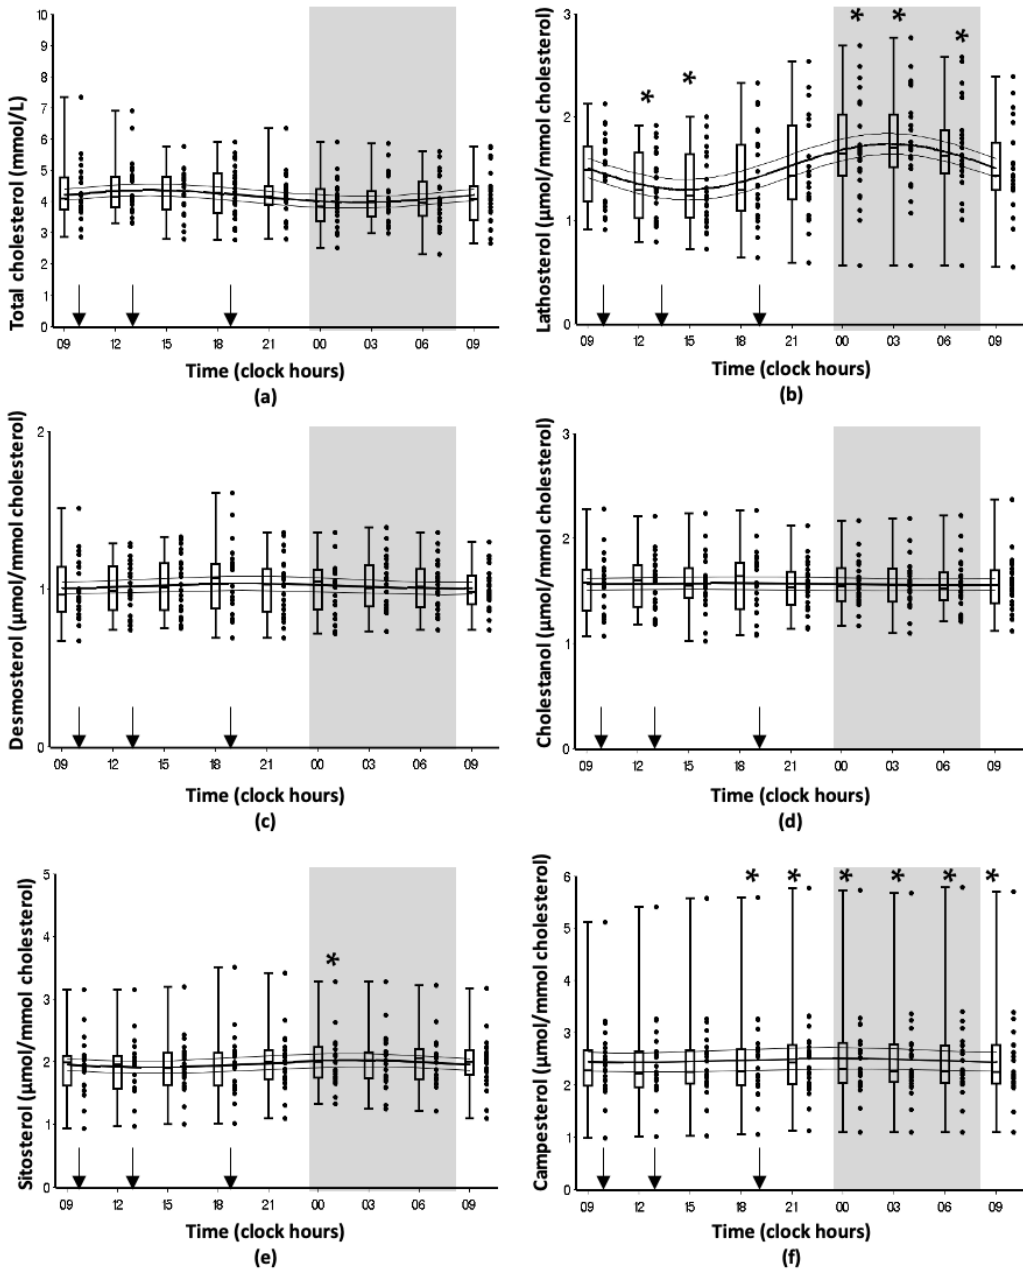 Total cholesterol (mmol/L)
10
9
8
7
6
5
4
3
2
1
0
09 12 15 18 21 00 03 06 09
Time (clock hours)
(a)
Lathosterol (µmol/mmol cholesterol)
3
2
1
0
* * * * *
09 12 15 18 21 00 03 06 09
Time (clock hours)
(b)
Desmosterol (µmol/mmol cholesterol)
2
1
0
09 12 15 18 21 00 03 06 09
Time (clock hours)
(c)
Cholestanol (µmol/mmol cholesterol)
3
2
1
0
09 12 15 18 21 00 03 06 09
Time (clock hours)
(d)
Sitosterol (µmol/mmol cholesterol)
5
4
3
2
1
0
*
09 12 15 18 21 00 03 06 09
Time (clock hours)
(e)
Campesterol (µmol/mmol cholesterol)
6
5
4
3
2
1
0
* * * * * *
09 12 15 18 21 00 03 06 09
Time (clock hours)
(f)